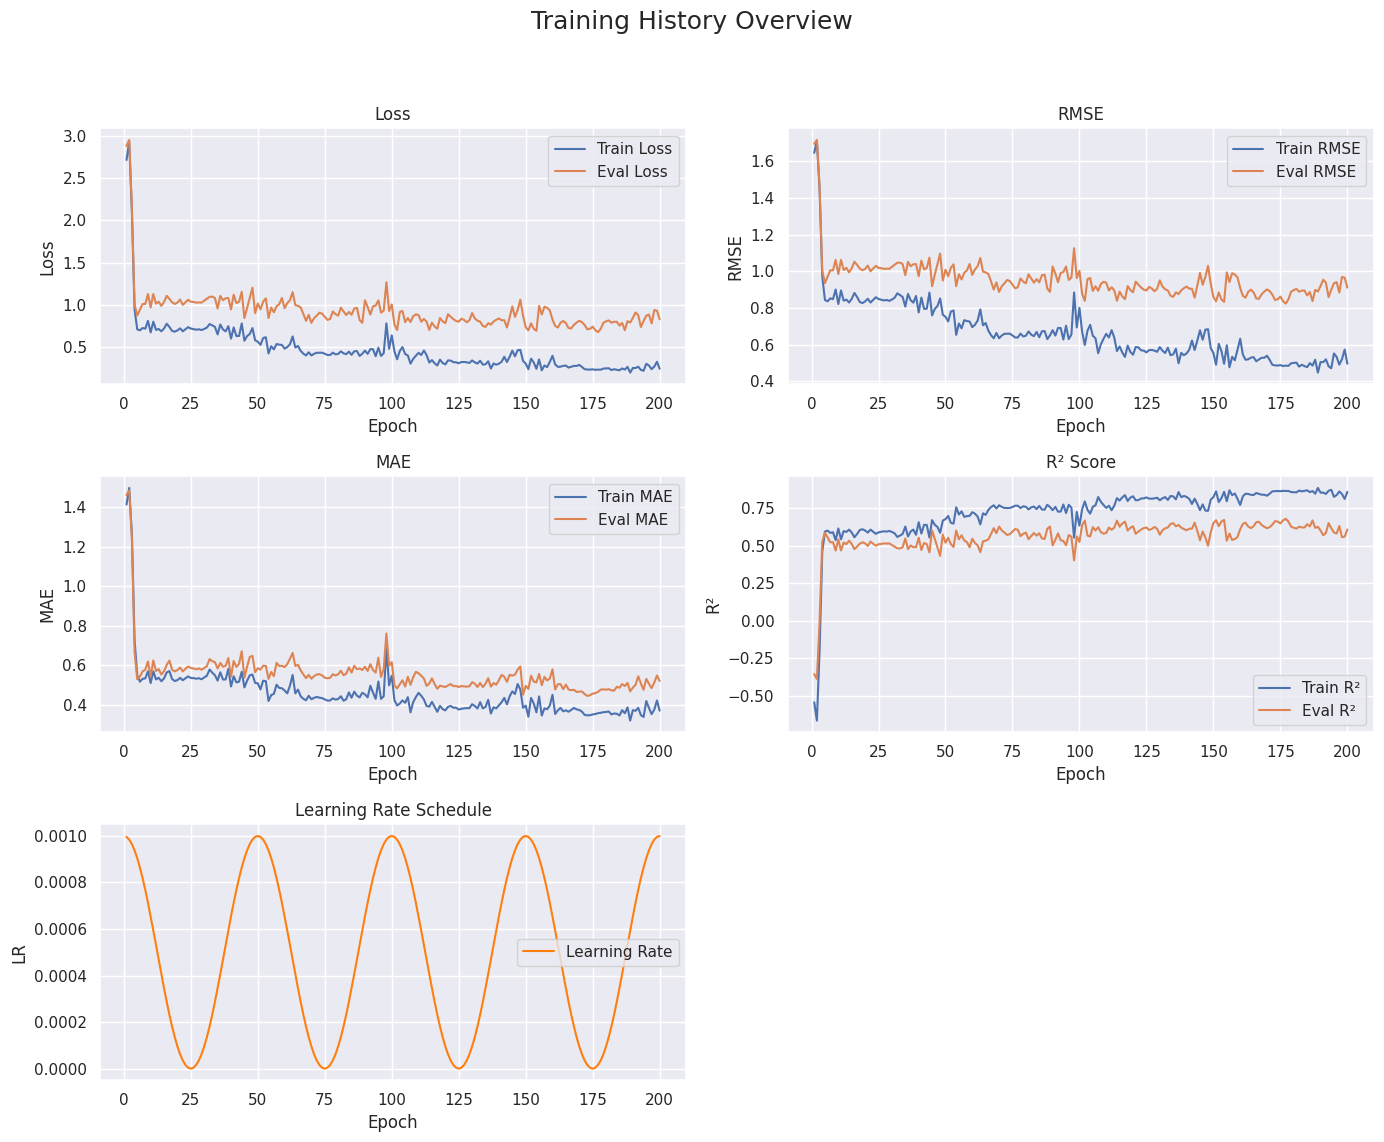 Training History Overview
Loss
3.0
2.5
2.0
1.5
1.0
0.5
Loss
Train Loss
Eval Loss
0 25 50 75 100 125 150 175 200
Epoch
RMSE
1.6
1.4
1.2
1.0
0.8
0.6
0.4
RMSE
Train RMSE
Eval RMSE
0 25 50 75 100 125 150 175 200
Epoch
MAE
1.4
1.2
1.0
0.8
0.6
0.4
MAE
Train MAE
Eval MAE
0 25 50 75 100 125 150 175 200
Epoch
R² Score
0.75
0.50
0.25
0.00
−0.25
−0.50
R²
Train R²
Eval R²
0 25 50 75 100 125 150 175 200
Epoch
Learning Rate Schedule
0.0010
0.0008
0.0006
0.0004
0.0002
0.0000
LR
Learning Rate
0 25 50 75 100 125 150 175 200
Epoch